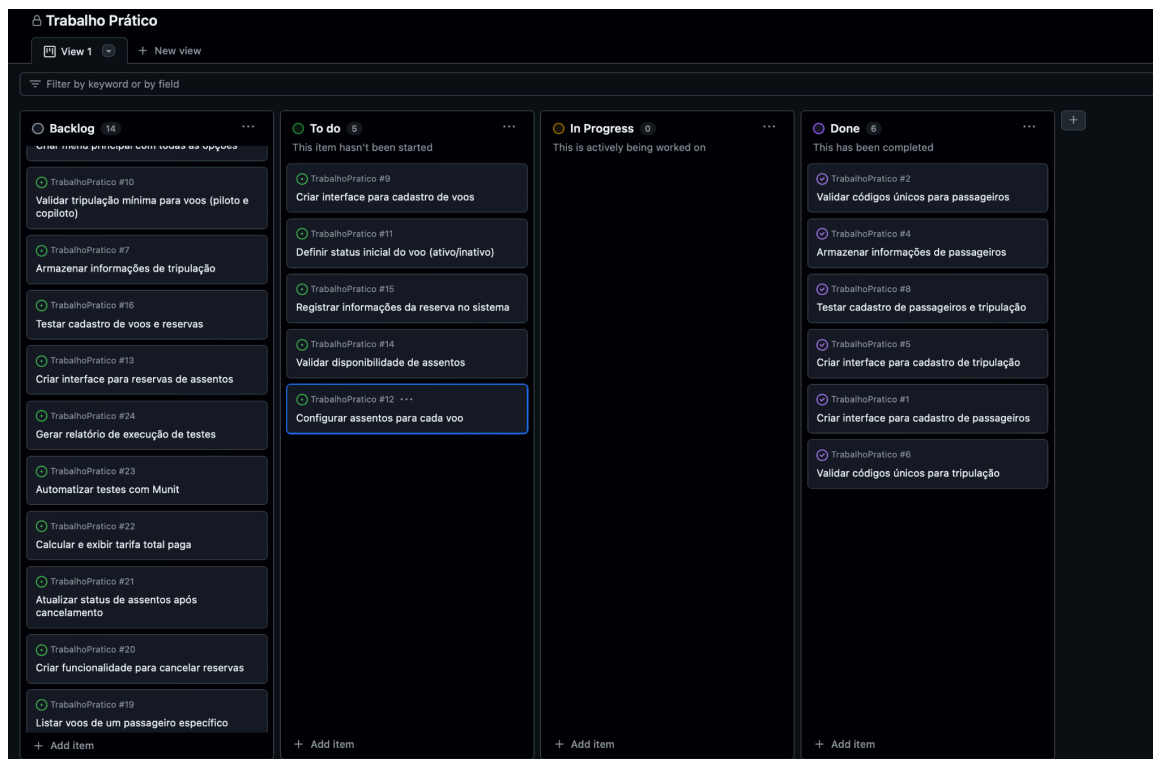 Trabalho Prático
View 1
New view
Filter by keyword or by field
Backlog 14
Criar menu principal com todas as opções
TrabalhoPratico #10
Validar tripulação mínima para voos (piloto e
copiloto)
TrabalhoPratico #7
Armazenar informações de tripulação
TrabalhoPratico #16
Testar cadastro de voos e reservas
TrabalhoPratico #13
Criar interface para reservas de assentos
TrabalhoPratico #24
Gerar relatório de execução de testes
TrabalhoPratico #23
Automatizar testes com Munit
TrabalhoPratico #22
Calcular e exibir tarifa total paga
TrabalhoPratico #21
Atualizar status de assentos após
cancelamento
TrabalhoPratico #20
Criar funcionalidade para cancelar reservas
TrabalhoPratico #19
Listar voos de um passageiro específico
+ Add item
To do 5
This item hasn't been started
TrabalhoPratico #9
Criar interface para cadastro de voos
TrabalhoPratico #11
Definir status inicial do voo (ativo/inativo)
TrabalhoPratico #15
Registrar informações da reserva no sistema
TrabalhoPratico #14
Validar disponibilidade de assentos
TrabalhoPratico #12
Configurar assentos para cada voo
+ Add item
In Progress 0
This is actively being worked on
+ Add item
Done 6
This has been completed
TrabalhoPratico #2
Validar códigos únicos para passageiros
TrabalhoPratico #4
Armazenar informações de passageiros
TrabalhoPratico #8
Testar cadastro de passageiros e tripulação
TrabalhoPratico #5
Criar interface para cadastro de tripulação
TrabalhoPratico #1
Criar interface para cadastro de passageiros
TrabalhoPratico #6
Validar códigos únicos para tripulação
+ Add item